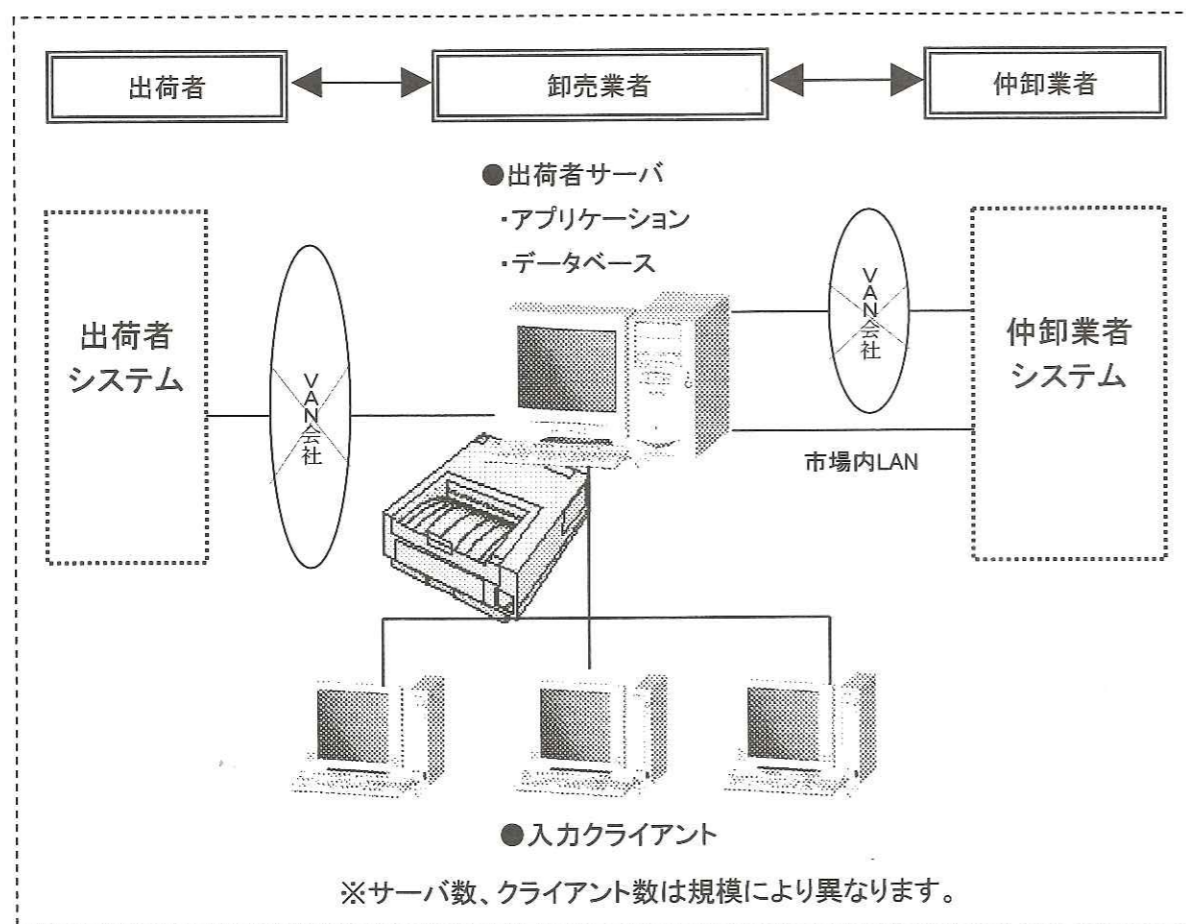 出荷者
卸売業者
仲卸業者
●出荷者サーバ
・アプリケーション
・データベース
出荷者
システム
VAN会社
VAN会社
仲卸業者
システム
市場内LAN
●入力クライアント
※サーバ数、クライアント数は規模により異なります。